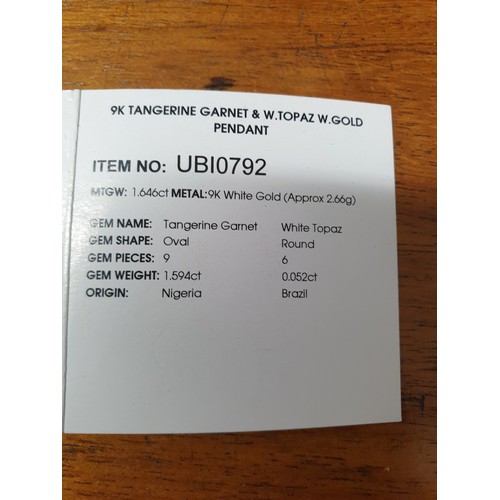 9K TANGERINE GARNET & W.TOPAZ W.GOLD
PENDANT
ITEM NO: UBI0792
MTGW: 1.646ct METAL:9K White Gold (Approx 2.66g)
GEM NAME: Tangerine Garnet White Topaz
GEM SHAPE: Oval Round
GEM PIECES: 9 6
GEM WEIGHT: 1.594ct 0.052ct
ORIGIN: Nigeria Brazil